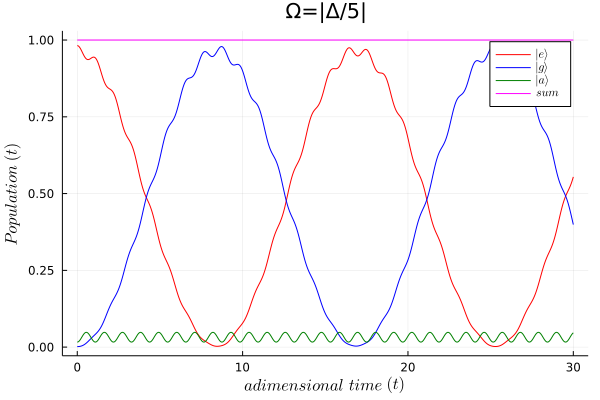 Ω=|Δ/5|
1.00
0.75
0.50
0.25
0.00
0 10 20 30
Population (t)
adimensional time (t)
|e⟩
|g⟩
|a⟩
sum